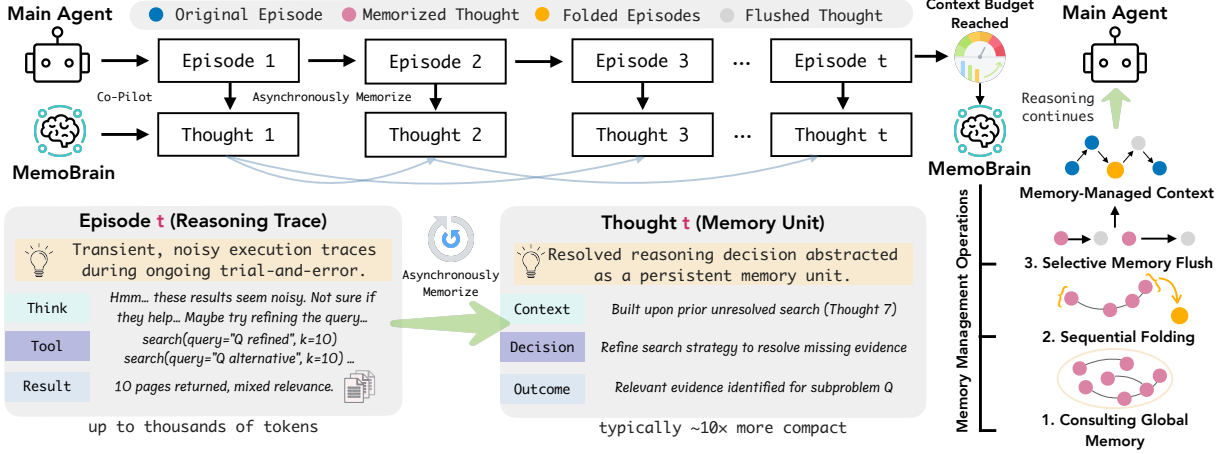 Main Agent
Original Episode
Memorized Thought
Folded Episodes
Flushed Thought
Context Budget
Reached
Main Agent
Episode 1
Episode 2
Episode 3
...
Episode t
Co-Pilot
Asynchronously Memorize
Reasoning
continues
Thought 1
Thought 2
Thought 3
...
Thought t
MemoBrain
MemoBrain
Memory-Managed Context
Episode t (Reasoning Trace)
Transient, noisy execution traces
during ongoing trial-and-error.
Think
Hmm... these results seem noisy. Not sure if
they help... Maybe try refining the query...
Tool
search(query="Q refined", k=10)
search(query="Q alternative", k=10) ...
Result
10 pages returned, mixed relevance.
up to thousands of tokens
Asynchronously
Memorize
Thought t (Memory Unit)
Resolved reasoning decision abstracted
as a persistent memory unit.
Context
Built upon prior unresolved search (Thought 7)
Decision
Refine search strategy to resolve missing evidence
Outcome
Relevant evidence identified for subproblem Q
typically ~10× more compact
Memory Management Operations
3. Selective Memory Flush
2. Sequential Folding
1. Consulting Global
Memory